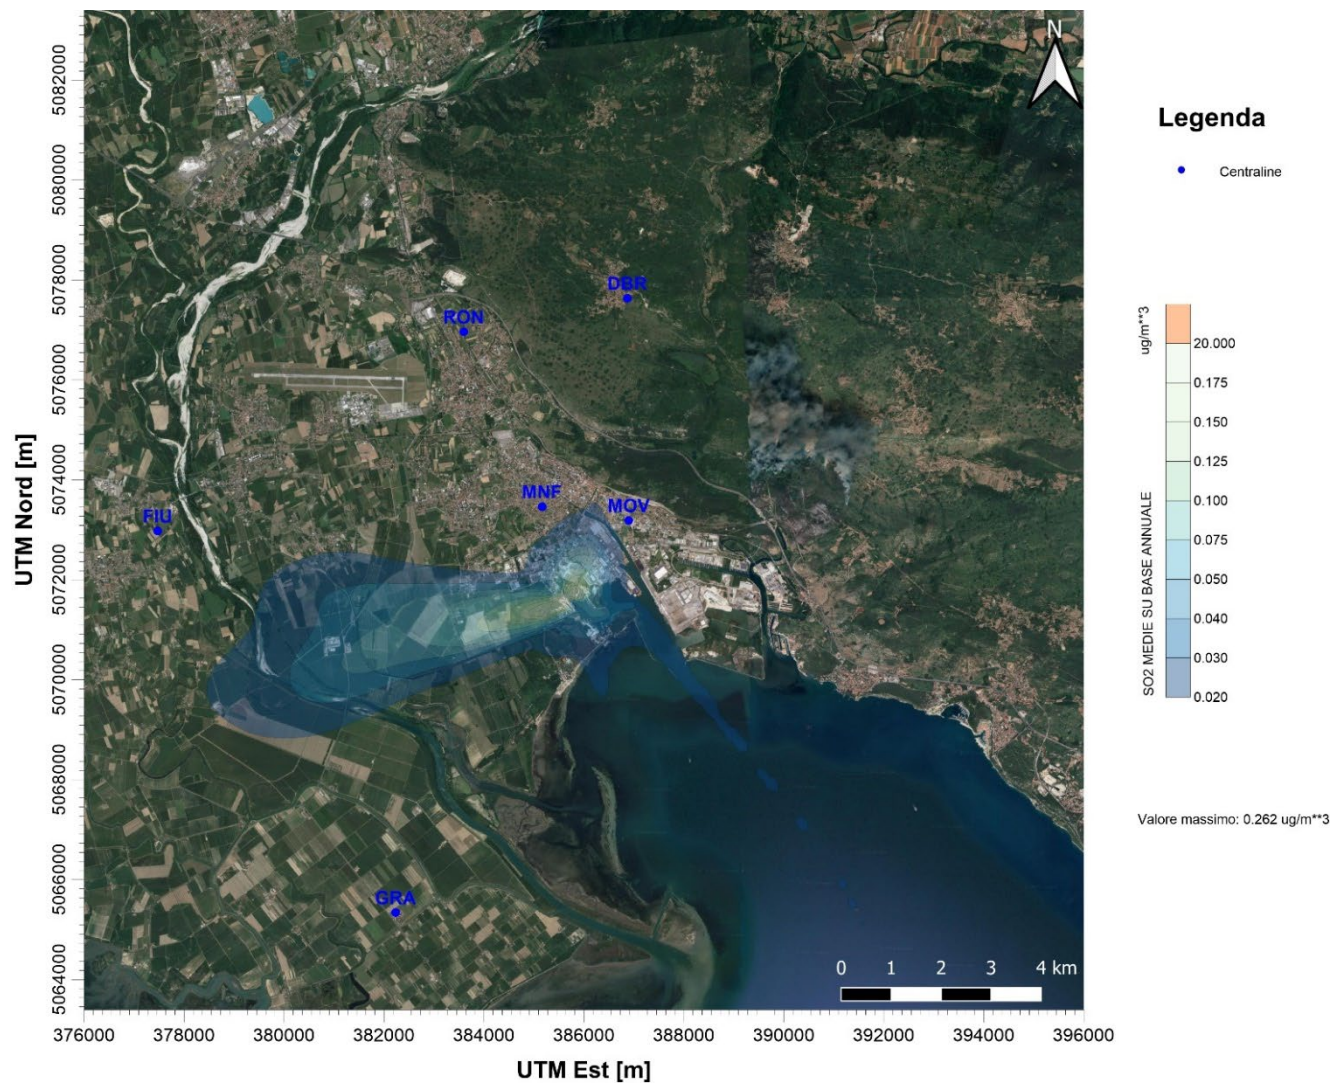 N
Legenda
Centraline
ug/m**3
20.000
0.175
0.150
0.125
0.100
0.075
0.050
0.040
0.030
0.020
SO2 MEDIE SU BASE ANNUALE
Valore massimo: 0.262 ug/m**3
DBR
RON
MNF
MOV
FIU
GRA
0 1 2 3 4 km
UTM Nord [m]
5082000
5080000
5078000
5076000
5074000
5072000
5070000
5068000
5066000
5064000
376000 378000 380000 382000 384000 386000 388000 390000 392000 394000 396000
UTM Est [m]